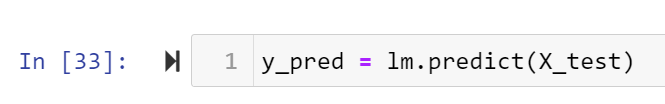 In [33]: 1 y_pred = lm.predict(X_test)